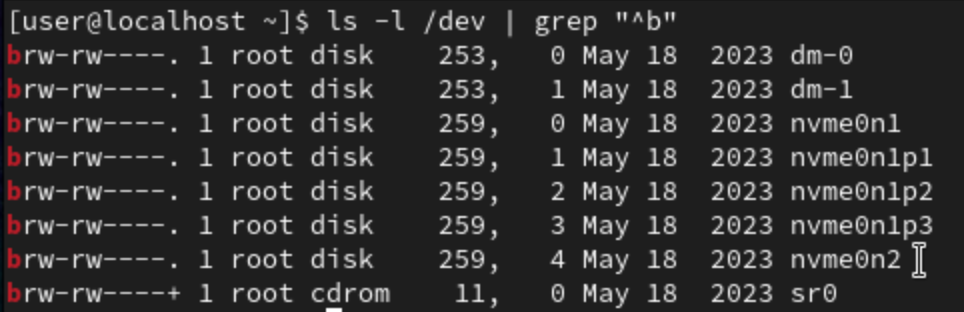 [user@localhost ~]$ ls -l /dev | grep "^b"
brw-rw----. 1 root disk    253,   0 May 18  2023 dm-0
brw-rw----. 1 root disk    253,   1 May 18  2023 dm-1
brw-rw----. 1 root disk    259,   0 May 18  2023 nvme0n1
brw-rw----. 1 root disk    259,   1 May 18  2023 nvme0n1p1
brw-rw----. 1 root disk    259,   2 May 18  2023 nvme0n1p2
brw-rw----. 1 root disk    259,   3 May 18  2023 nvme0n1p3
brw-rw----. 1 root disk    259,   4 May 18  2023 nvme0n2
brw-rw----+ 1 root cdrom    11,   0 May 18  2023 sr0